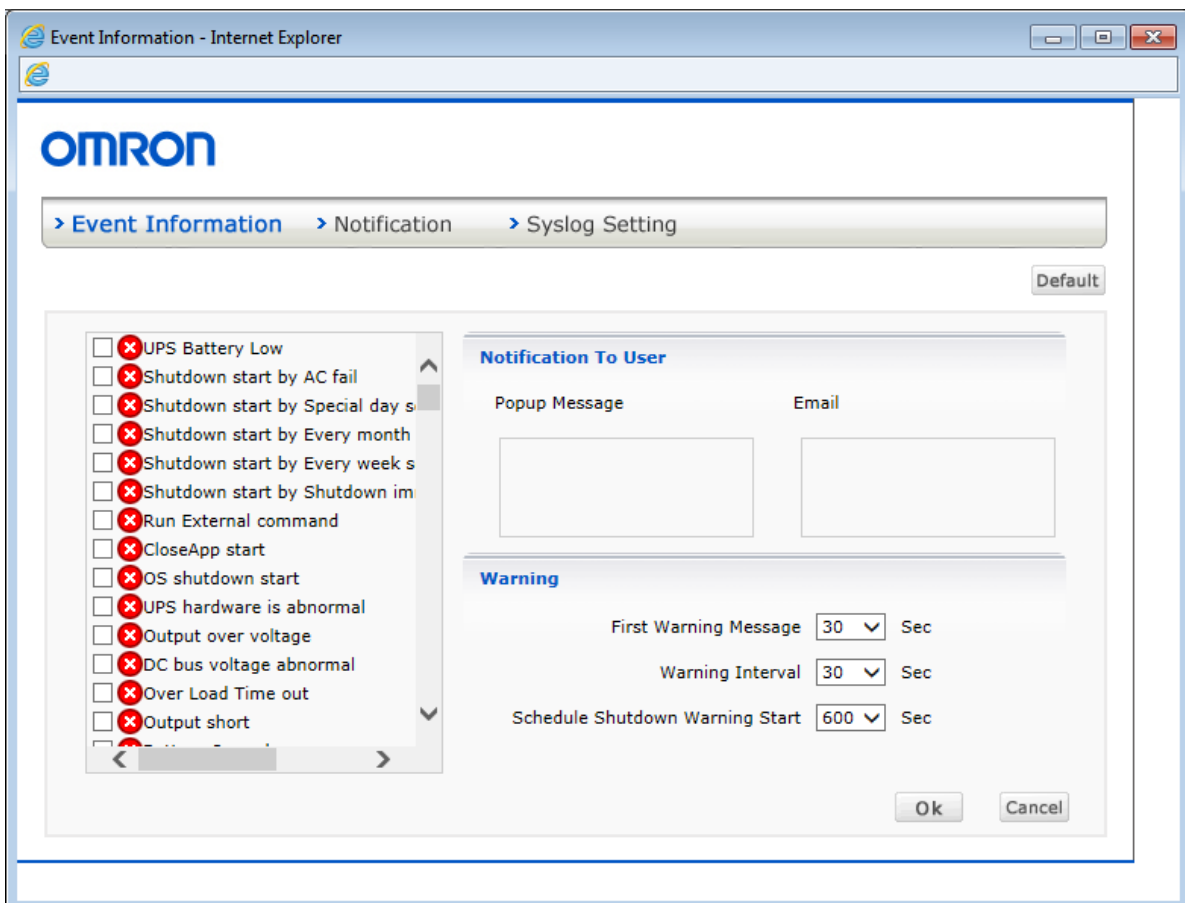 Event Information - Internet Explorer
OMRON
Event Information
Notification
Syslog Setting
Default
UPS Battery Low
Shutdown start by AC fail
Shutdown start by Special day s
Shutdown start by Every month
Shutdown start by Every week s
Shutdown start by Shutdown im
Run External command
CloseApp start
OS shutdown start
UPS hardware is abnormal
Output over voltage
DC bus voltage abnormal
Over Load Time out
Output short
Notification To User
Popup Message Email
Warning
First Warning Message 30 Sec
Warning Interval 30 Sec
Schedule Shutdown Warning Start 600 Sec
Ok Cancel